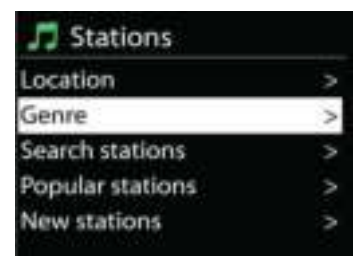 Stations
Location >
Genre >
Search stations >
Popular stations >
New stations >